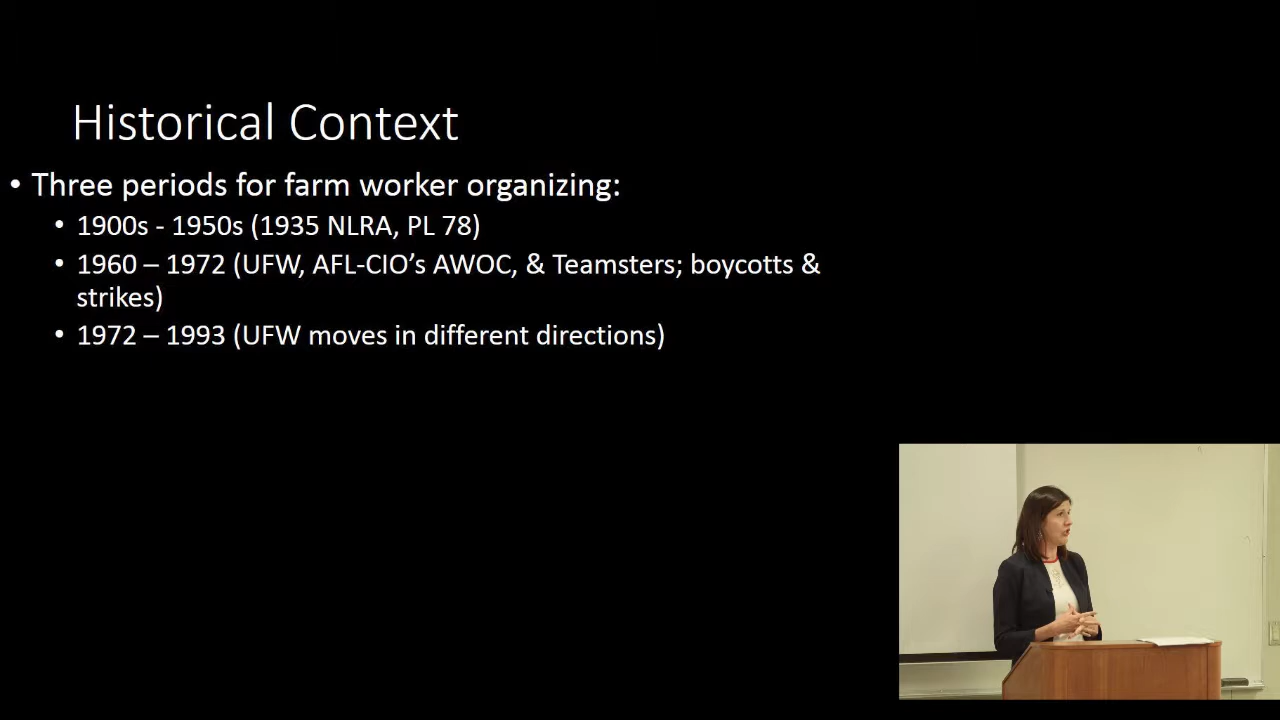 Historical Context
• Three periods for farm worker organizing:
• 1900s - 1950s (1935 NLRA, PL 78)
• 1960 – 1972 (UFW, AFL-CIO’s AWOC, & Teamsters; boycotts &
strikes)
• 1972 – 1993 (UFW moves in different directions)